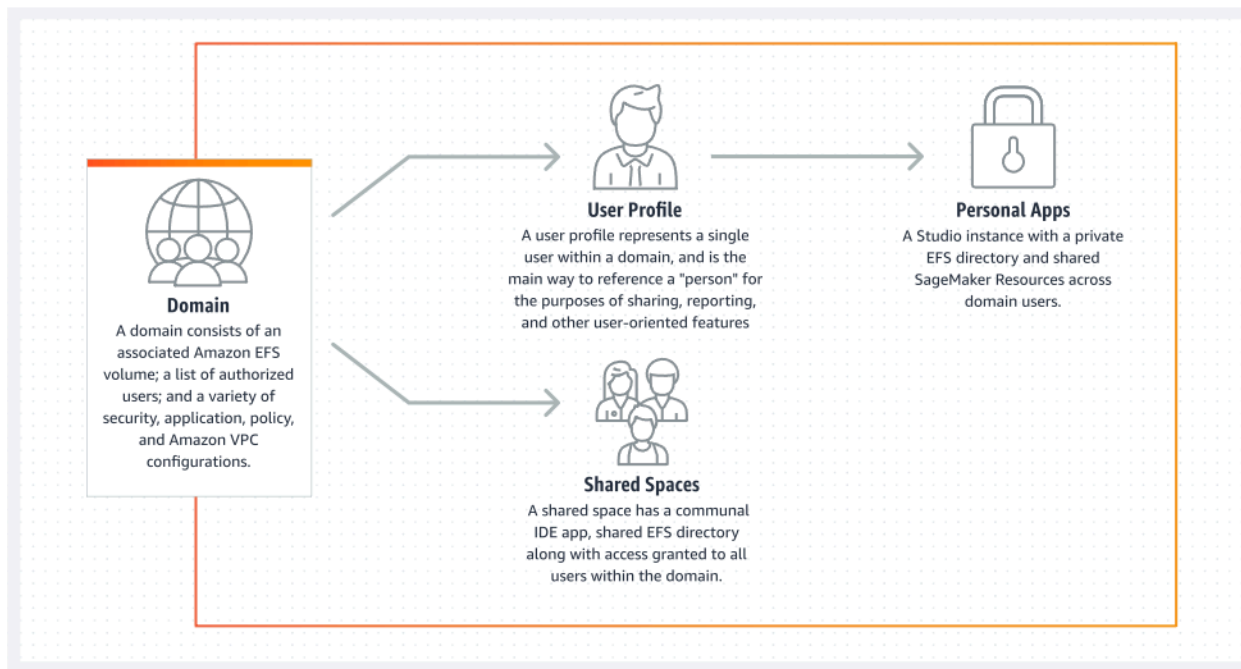 Domain
A domain consists of an
associated Amazon EFS
volume; a list of authorized
users; and a variety of
security, application, policy,
and Amazon VPC
configurations.
User Profile
A user profile represents a single
user within a domain, and is the
main way to reference a "person" for
the purposes of sharing, reporting,
and other user-oriented features
Personal Apps
A Studio instance with a private
EFS directory and shared
SageMaker Resources across
domain users.
Shared Spaces
A shared space has a communal
IDE app, shared EFS directory
along with access granted to all
users within the domain.